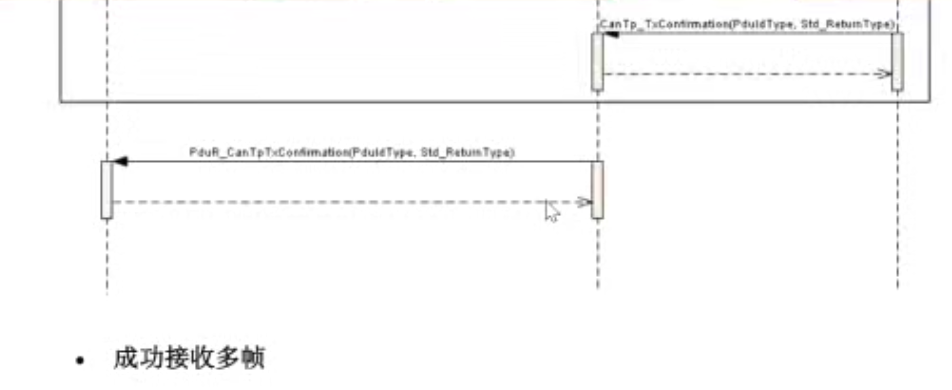 CanTp_TxConfirmation(PduIdType, Std_ReturnType)
PduR_CanTpTxConfirmation(PduIdType, Std_ReturnType)
• 成功接收多帧